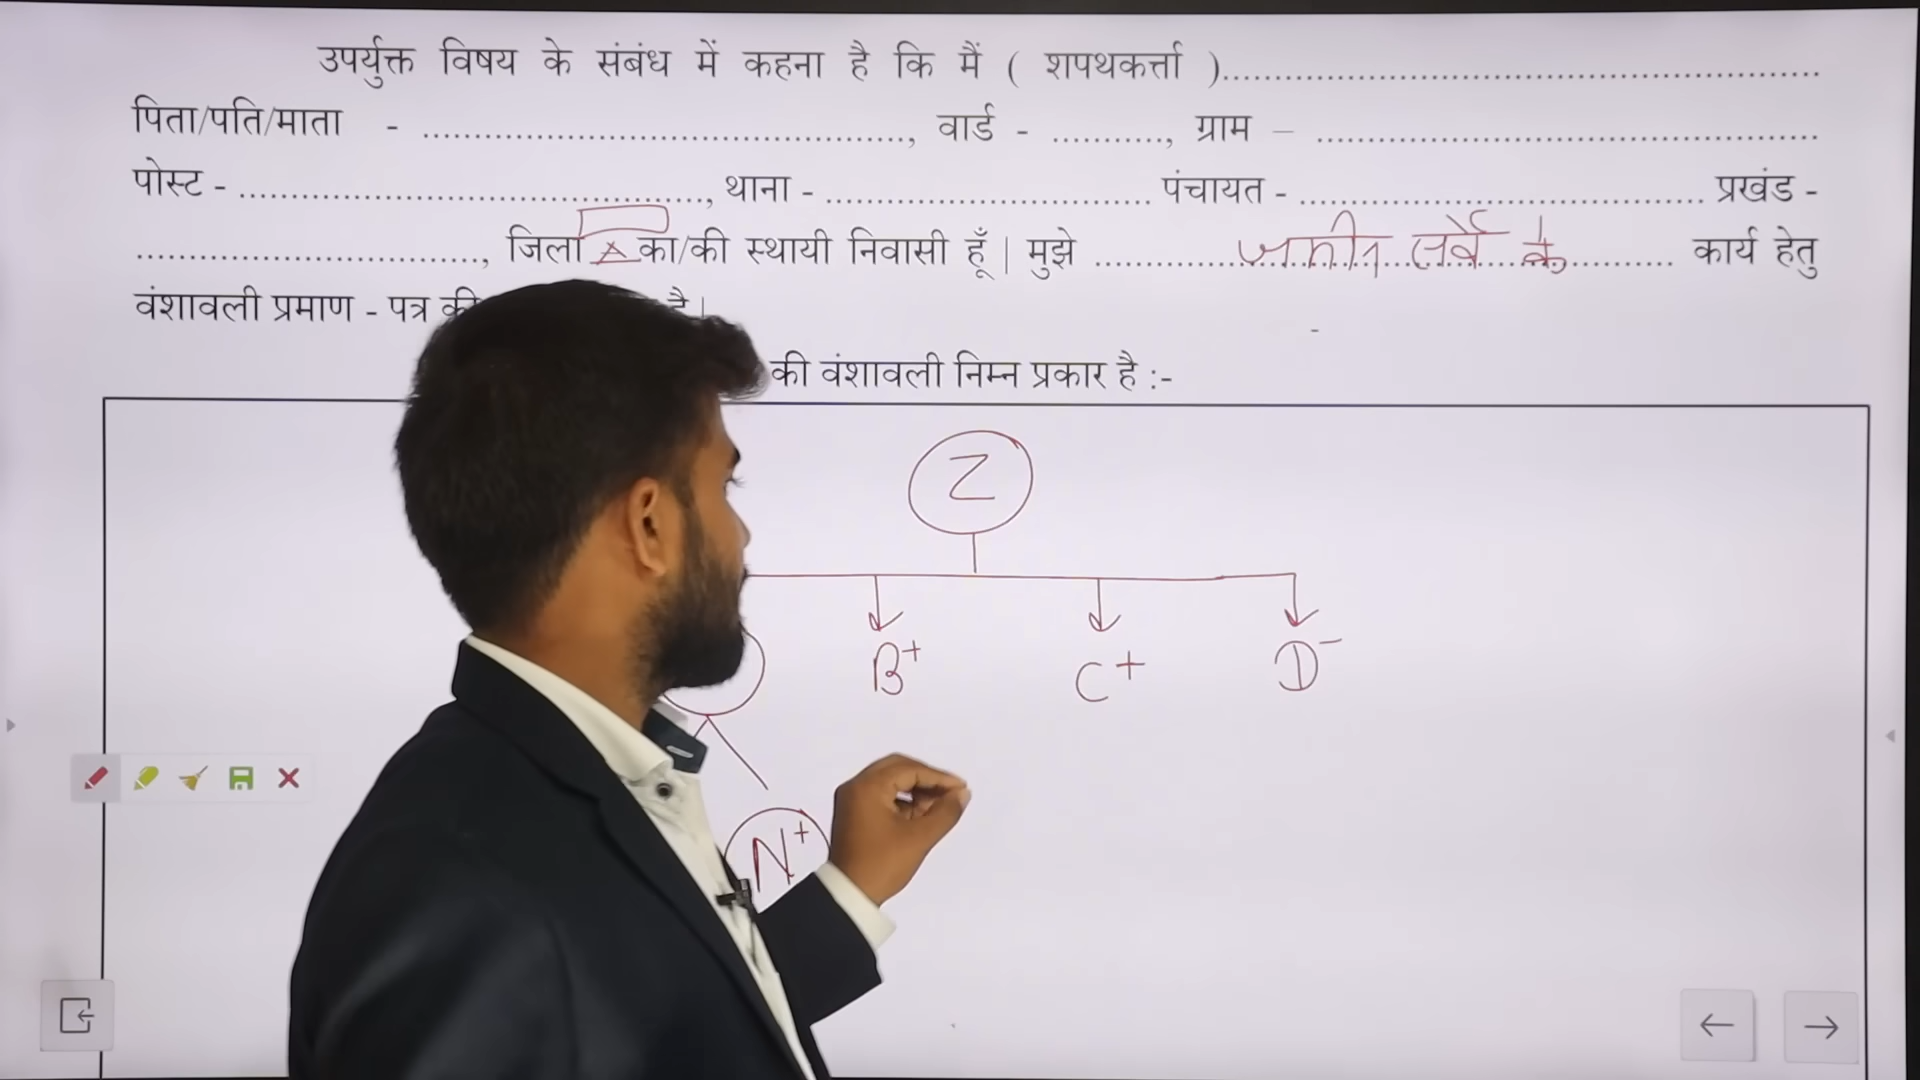 उपर्युक्त विषय के संबंध में कहना है कि मैं ( शपथकर्त्ता )........................................................
पिता/पति/माता - .............................................., वार्ड - ..........., ग्राम – ...............................................
पोस्ट - ..........................................., थाना - .............................. पंचायत - ...................................... प्रखंड -
................................, जिला A का/की स्थायी निवासी हूँ | मुझे जमीन सर्वे के कार्य हेतु
वंशावली प्रमाण - पत्र की है |
की वंशावली निम्न प्रकार है :-
Z
B+ C+ D-
N+